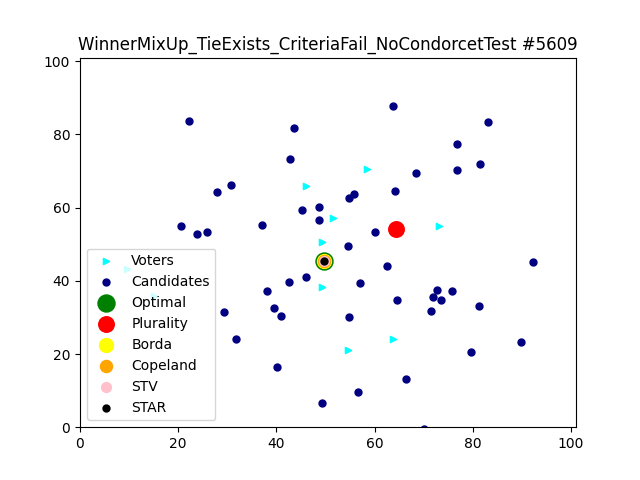 WinnerMixUp_TieExists_CriteriaFail_NoCondorcetTest #5609
100
80
60
40
20
0
Voters
Candidates
Optimal
Plurality
Borda
Copeland
STV
STAR
0 20 40 60 80 100